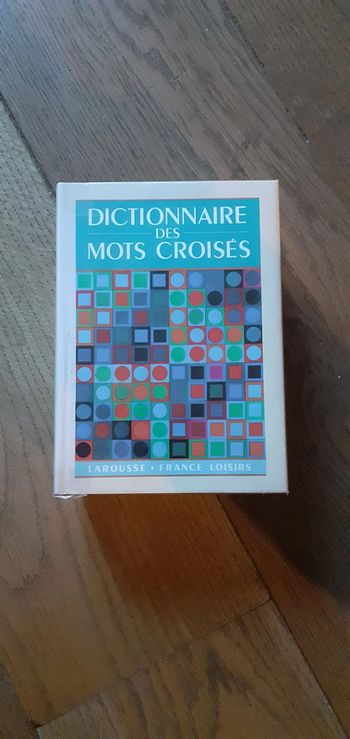 DICTIONNAIRE
DES
MOTS CROISÉS
LAROUSSE • FRANCE LOISIRS